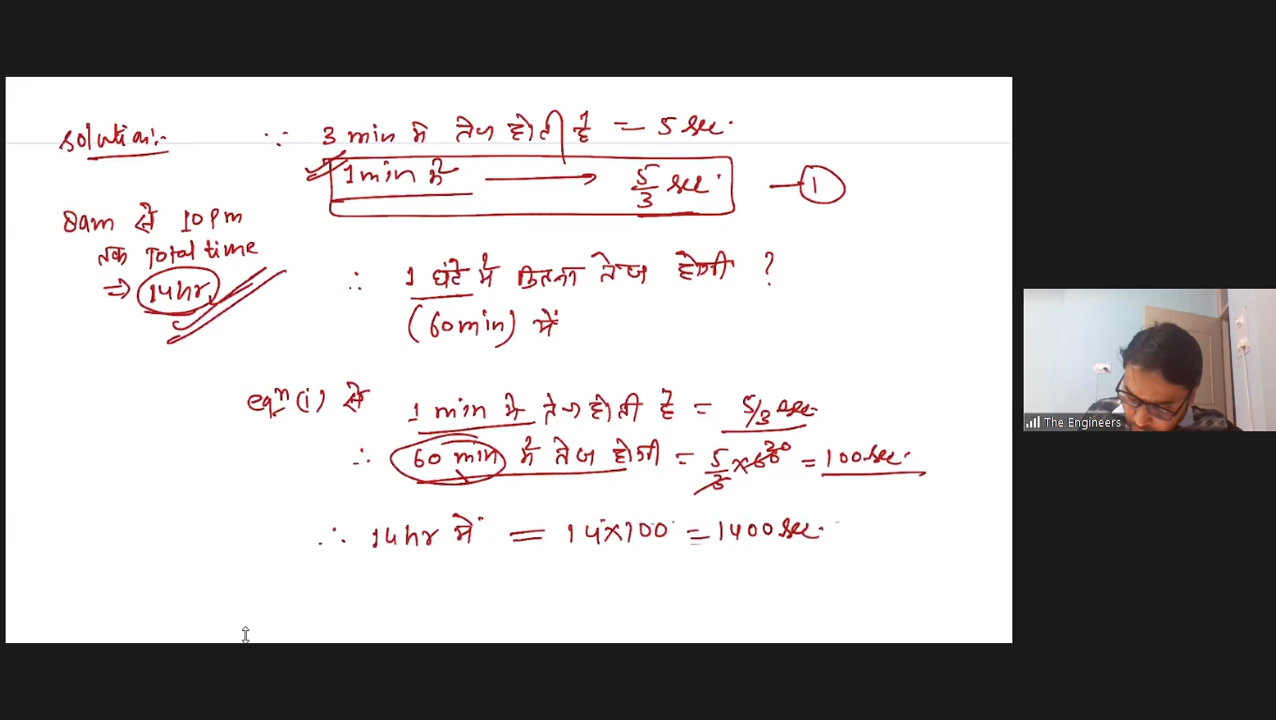 Solution:-
∵ 3 min में तेज होती है = 5 sec.
1 min में ⟶ 5/3 sec. —①
8am से 10pm
तक Total time
⇒ 14hr
∴ 1 घंटे में कितना तेज होगी ?
(60min) में
eqⁿ(i) से 1 min में तेज होती है = 5/3 sec.
∴ 60 min में तेज होगी = 5/3 × 60 20 = 100sec.
∴ 14hr में = 14×100 = 1400 sec.
The Engineers